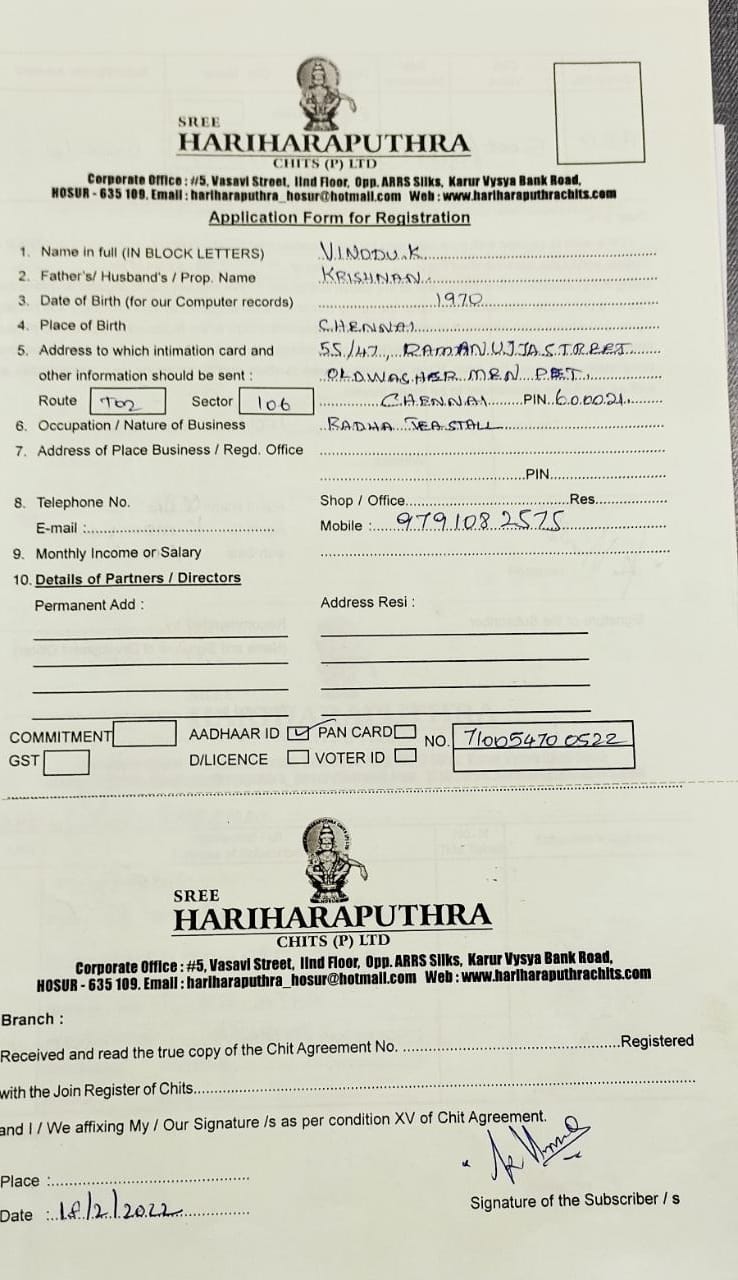 SREE
HARIHARAPUTHRA
CHITS (P) LTD
Corporate Office : #5, Vasavi Street, IInd Floor, Opp. ARRS Silks, Karur Vysya Bank Road,
HOSUR - 635 109. Email : hariharaputhra_hosur@hotmail.com Web : www.hariharaputhrachits.com
Application Form for Registration
1. Name in full (IN BLOCK LETTERS) VINODU.K
2. Father's/ Husband's / Prop. Name KRISHNAN.
3. Date of Birth (for our Computer records) 1970
4. Place of Birth CHENNAI
5. Address to which intimation card and 55/47, RAMANUJIA STREET
other information should be sent : OLD WASHER MEN PET,
Route T02 Sector 106 CHENNAI PIN 600021
6. Occupation / Nature of Business RADHA TEA STALL
7. Address of Place Business / Regd. Office
PIN
8. Telephone No. Shop / Office Res.
E-mail : Mobile : 9791082575
9. Monthly Income or Salary
10. Details of Partners / Directors
Permanent Add : Address Resi :
COMMITMENT AADHAAR ID ✓ PAN CARD NO. 710054700522
GST D/LICENCE VOTER ID
SREE
HARIHARAPUTHRA
CHITS (P) LTD
Corporate Office : #5, Vasavi Street, IInd Floor, Opp. ARRS Silks, Karur Vysya Bank Road,
HOSUR - 635 109. Email : hariharaputhra_hosur@hotmail.com Web : www.hariharaputhrachits.com
Branch :
Received and read the true copy of the Chit Agreement No. Registered
with the Join Register of Chits
and I / We affixing My / Our Signature /s as per condition XV of Chit Agreement.
Place :
Date : 18/2/2022 Signature of the Subscriber / s